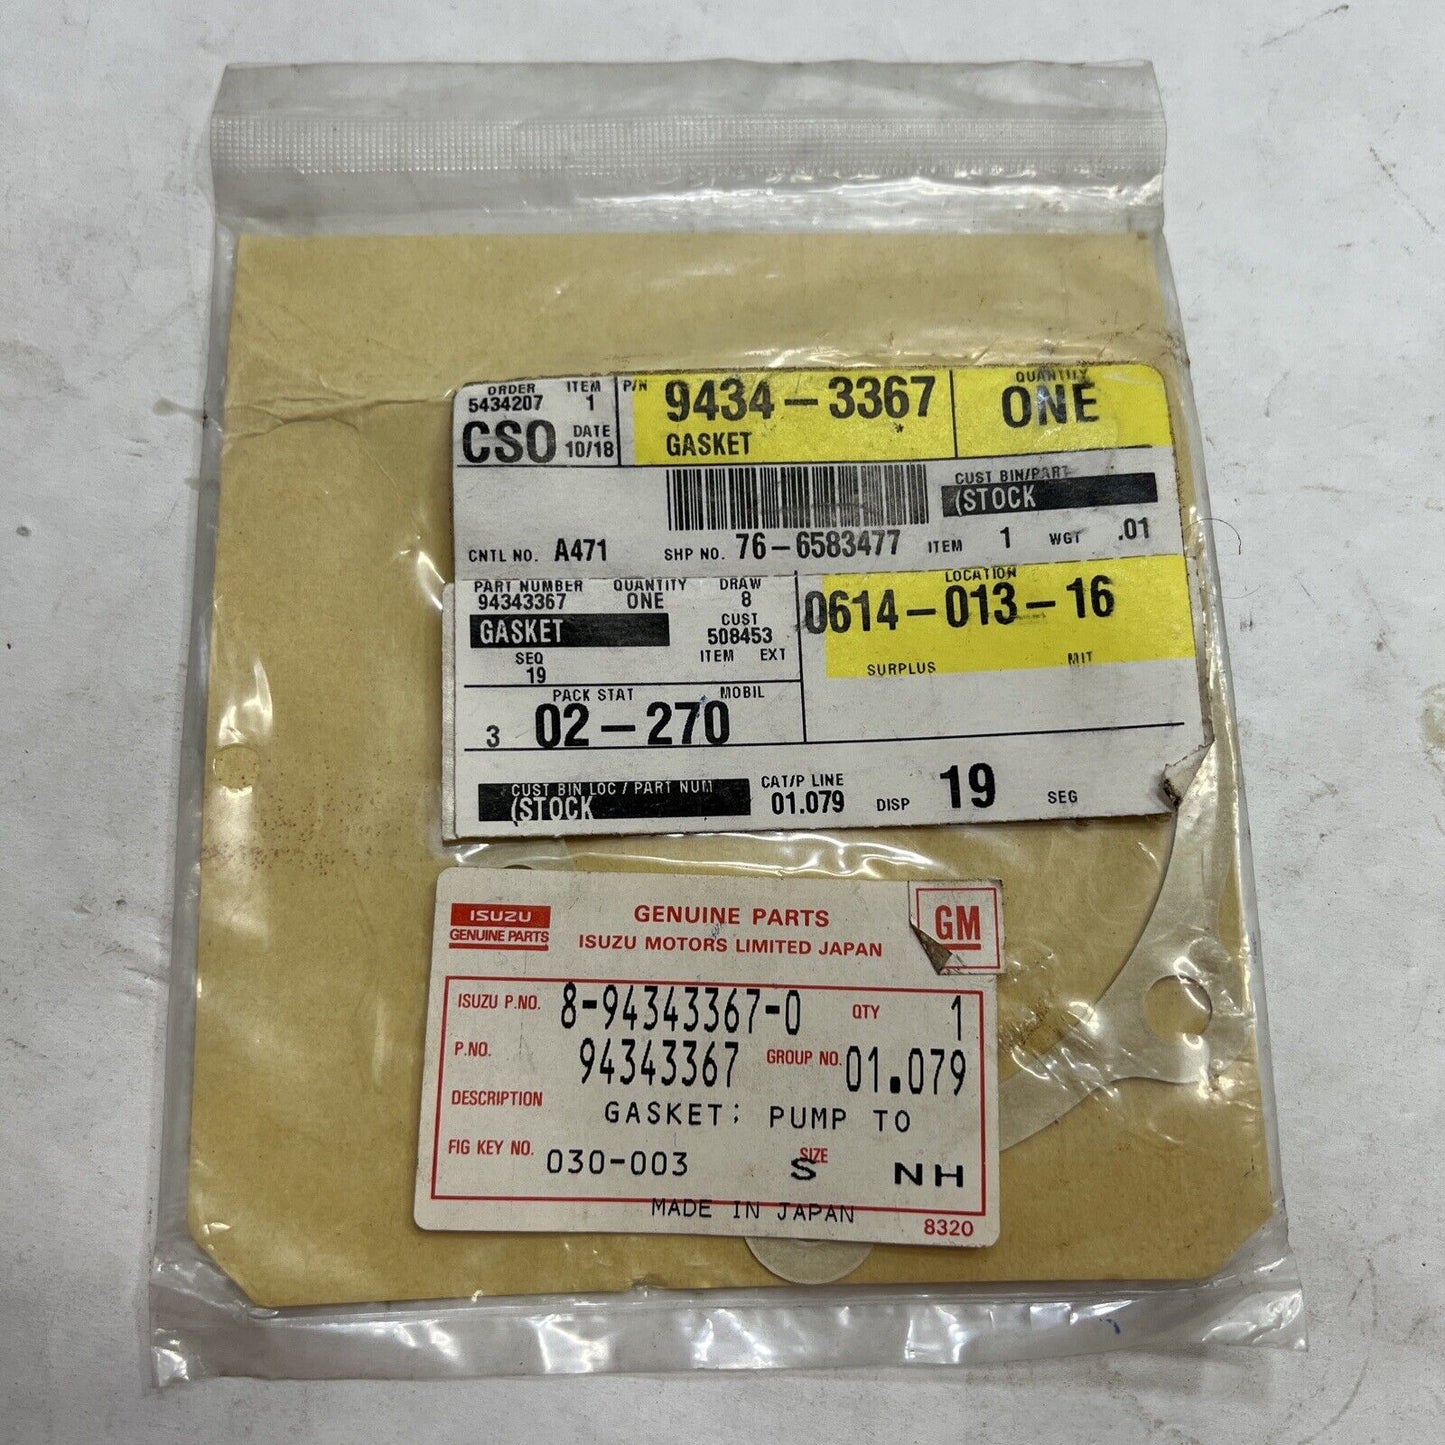 ORDER ITEM P/N 9434-3367 QUANTITY
5434207 1 ONE
CSO DATE 10/18 GASKET *
CUST BIN/PART
(STOCK
CNTL NO. A471 SHP NO. 76-6583477 ITEM 1 WGT .01
PART NUMBER QUANTITY DRAW LOCATION
94343367 ONE 8 0614-013-16
GASKET CUST
508453
SEQ ITEM EXT SURPLUS MIT
19
PACK STAT MOBIL
3 02-270
CUST BIN LOC / PART NUM CAT/P LINE
(STOCK 01.079 DISP 19 SEG
ISUZU GENUINE PARTS GM
GENUINE PARTS ISUZU MOTORS LIMITED JAPAN
ISUZU P.NO. 8-94343367-0 QTY 1
P.NO. 94343367 GROUP NO. 01.079
DESCRIPTION GASKET; PUMP TO
FIG KEY NO. 030-003 SIZE S NH
MADE IN JAPAN
8320